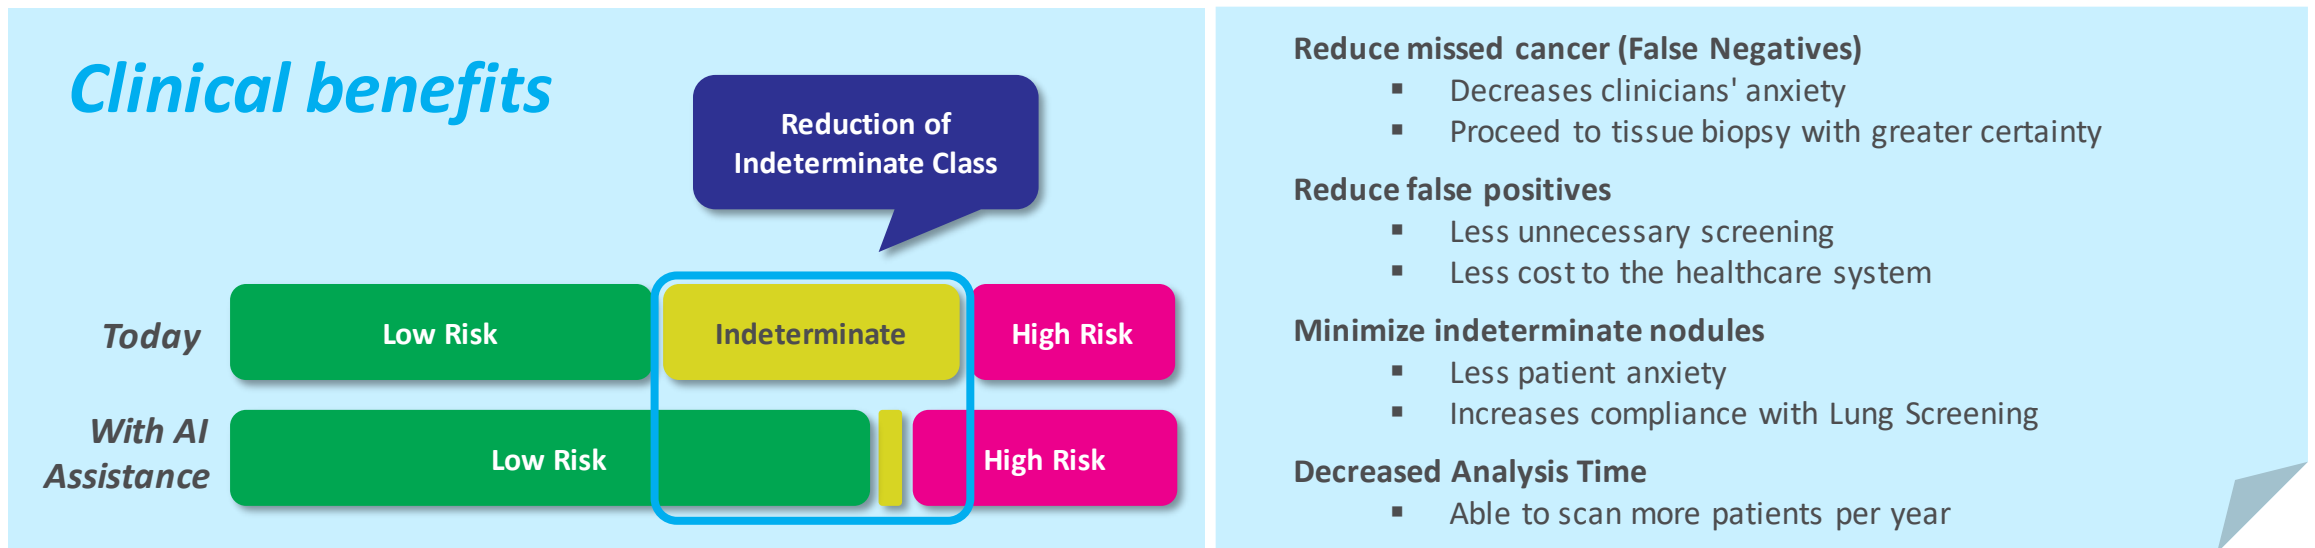 Clinical benefits
Reduction of
Indeterminate Class
Today
Low Risk
Indeterminate
High Risk
With AI
Assistance
Low Risk
High Risk
Reduce missed cancer (False Negatives)
▪ Decreases clinicians' anxiety
▪ Proceed to tissue biopsy with greater certainty
Reduce false positives
▪ Less unnecessary screening
▪ Less cost to the healthcare system
Minimize indeterminate nodules
▪ Less patient anxiety
▪ Increases compliance with Lung Screening
Decreased Analysis Time
▪ Able to scan more patients per year